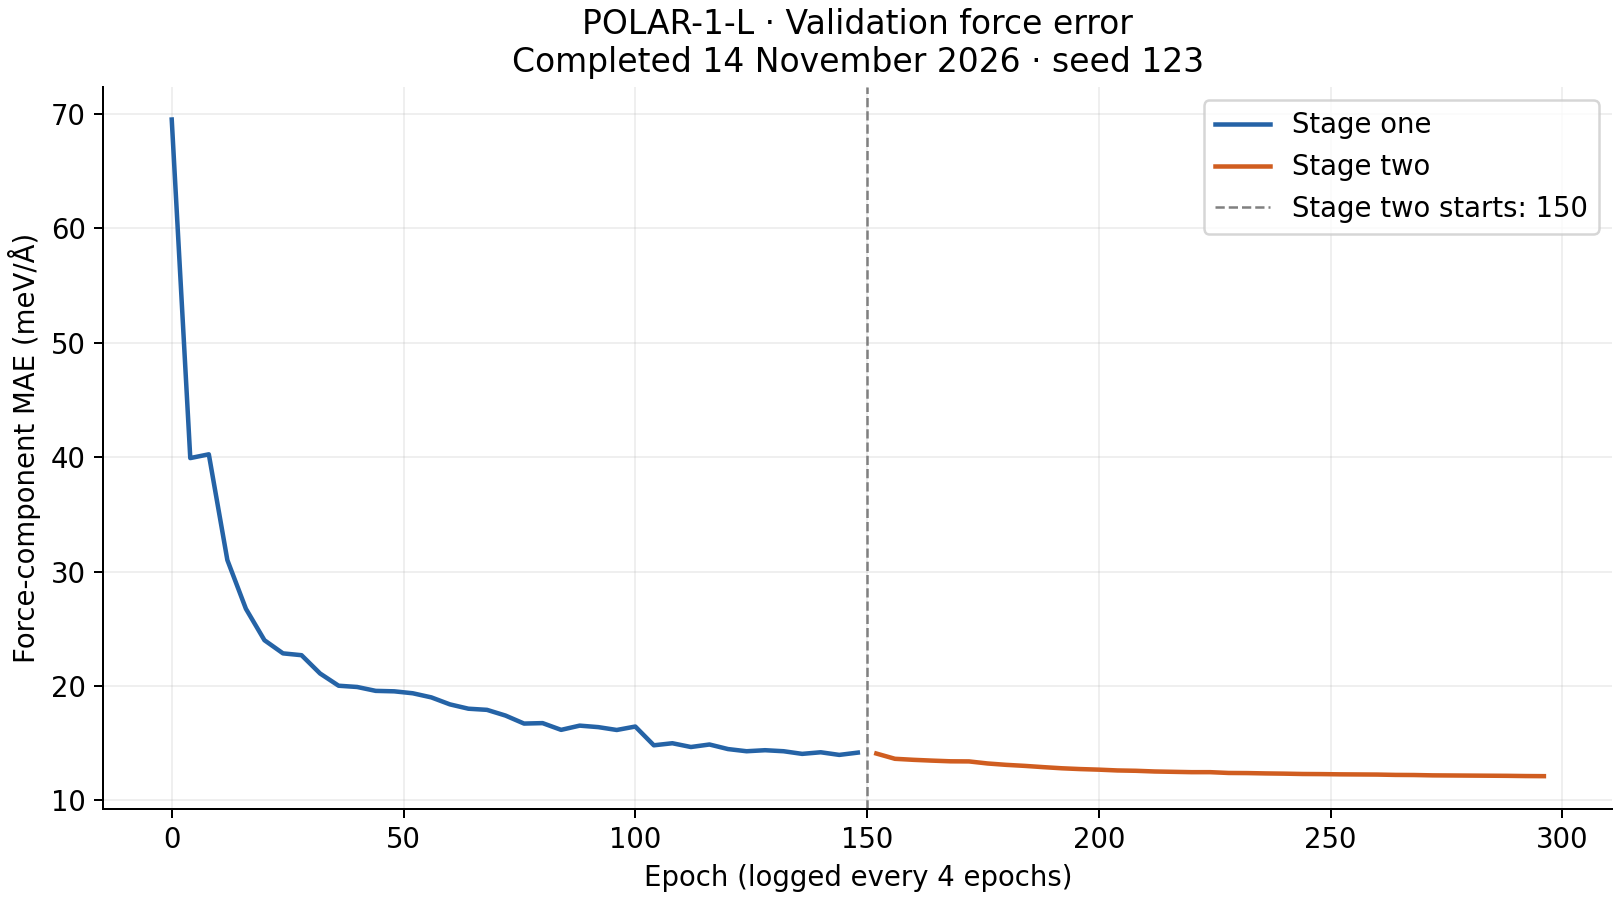 POLAR-1-L · Validation force error
Completed 14 November 2026 · seed 123
Stage one
Stage two
Stage two starts: 150
Force-component MAE (meV/Å)
70
60
50
40
30
20
10
0
50
100
150
200
250
300
Epoch (logged every 4 epochs)